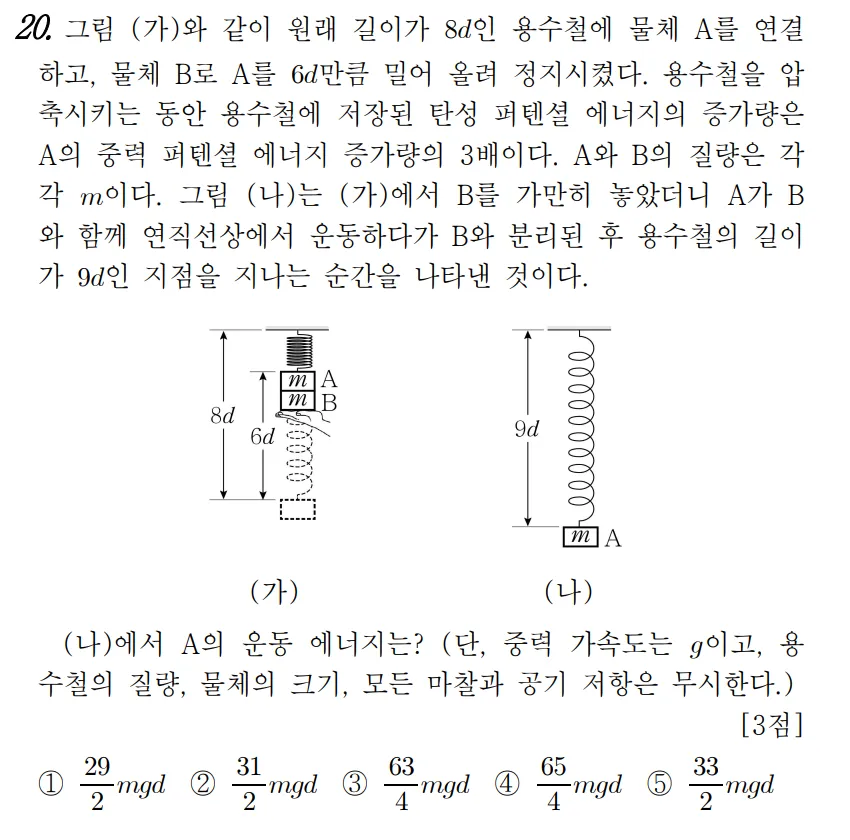 20. 그림 (가)와 같이 원래 길이가 8d인 용수철에 물체 A를 연결
하고, 물체 B로 A를 6d만큼 밀어 올려 정지시켰다. 용수철을 압
축시키는 동안 용수철에 저장된 탄성 퍼텐셜 에너지의 증가량은
A의 중력 퍼텐셜 에너지 증가량의 3배이다. A와 B의 질량은 각
각 m이다. 그림 (나)는 (가)에서 B를 가만히 놓았더니 A가 B
와 함께 연직선상에서 운동하다가 B와 분리된 후 용수철의 길이
가 9d인 지점을 지나는 순간을 나타낸 것이다.
8d 6d m A
m B
9d
m A
(가) (나)
(나)에서 A의 운동 에너지는? (단, 중력 가속도는 g이고, 용
수철의 질량, 물체의 크기, 모든 마찰과 공기 저항은 무시한다.)
[3점]
① 29/2 mgd ② 31/2 mgd ③ 63/4 mgd ④ 65/4 mgd ⑤ 33/2 mgd